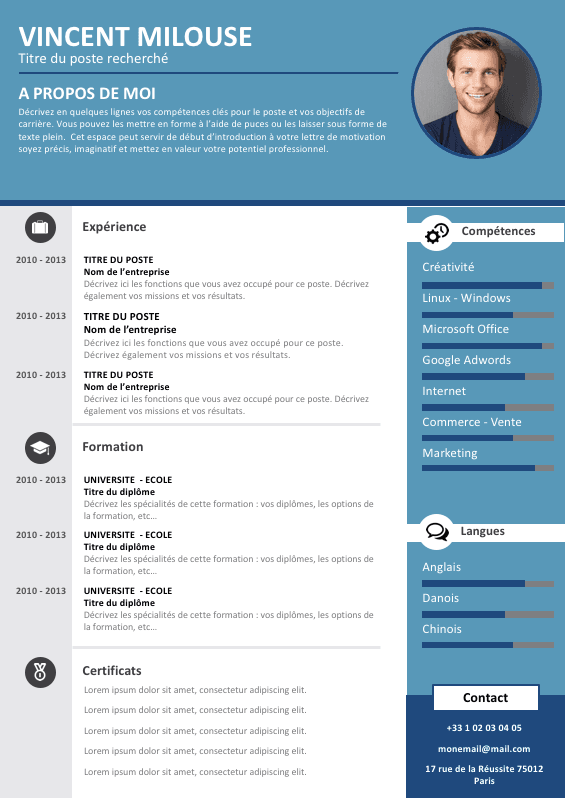 VINCENT MILOUSE
Titre du poste recherché
A PROPOS DE MOI
Décrivez en quelques lignes vos compétences clés pour le poste et vos objectifs de
carrière. Vous pouvez les mettre en forme à l’aide de puces ou les laisser sous forme de
texte plein.  Cet espace peut servir de début d’introduction à votre lettre de motivation
soyez précis, imaginatif et mettez en valeur votre potentiel professionnel.
Expérience
2010 - 2013
TITRE DU POSTE
Nom de l’entreprise
Décrivez ici les fonctions que vous avez occupé pour ce poste. Décrivez
également vos missions et vos résultats.
2010 - 2013
TITRE DU POSTE
Nom de l’entreprise
Décrivez ici les fonctions que vous avez occupé pour ce poste.
Décrivez également vos missions et vos résultats.
2010 - 2013
TITRE DU POSTE
Nom de l’entreprise
Décrivez ici les fonctions que vous avez occupé pour ce poste. Décrivez
également vos missions et vos résultats.
Formation
2010 - 2013
UNIVERSITE  - ECOLE
Titre du diplôme
Décrivez les spécialités de cette formation : vos diplômes, les options de
la formation, etc…
2010 - 2013
UNIVERSITE  - ECOLE
Titre du diplôme
Décrivez les spécialités de cette formation : vos diplômes, les options de
la formation, etc…
2010 - 2013
UNIVERSITE  - ECOLE
Titre du diplôme
Décrivez les spécialités de cette formation : vos diplômes, les options de
la formation, etc…
Certificats
Lorem ipsum dolor sit amet, consectetur adipiscing elit.
Lorem ipsum dolor sit amet, consectetur adipiscing elit.
Lorem ipsum dolor sit amet, consectetur adipiscing elit.
Lorem ipsum dolor sit amet, consectetur adipiscing elit.
Lorem ipsum dolor sit amet, consectetur adipiscing elit.
Compétences
Créativité
Linux - Windows
Microsoft Office
Google Adwords
Internet
Commerce - Vente
Marketing
Langues
Anglais
Danois
Chinois
Contact
+33 1 02 03 04 05
monemail@mail.com
17 rue de la Réussite 75012
Paris